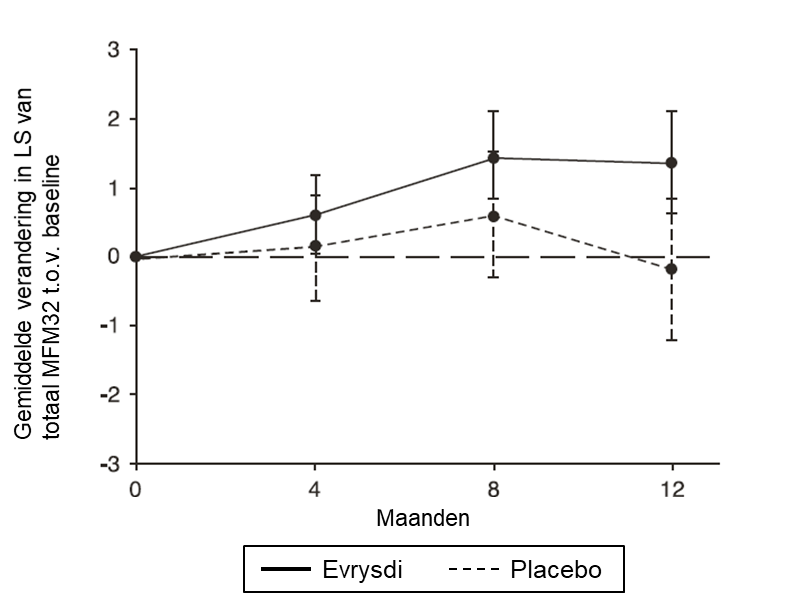 Gemiddelde verandering in LS van
totaal MFM32 t.o.v. baseline
3
2
1
0
-1
-2
-3
0 4 8 12
Maanden
Evrysdi Placebo